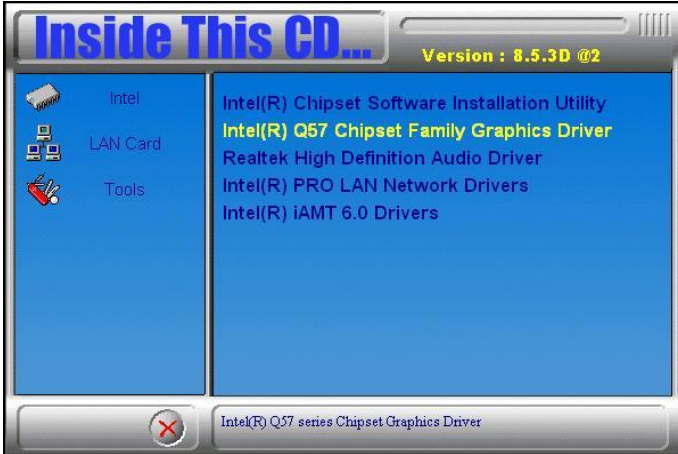 Inside This CD...
Version : 8.5.3D @2
Intel
LAN Card
Tools
Intel(R) Chipset Software Installation Utility
Intel(R) Q57 Chipset Family Graphics Driver
Realtek High Definition Audio Driver
Intel(R) PRO LAN Network Drivers
Intel(R) iAMT 6.0 Drivers
Intel(R) Q57 series Chipset Graphics Driver